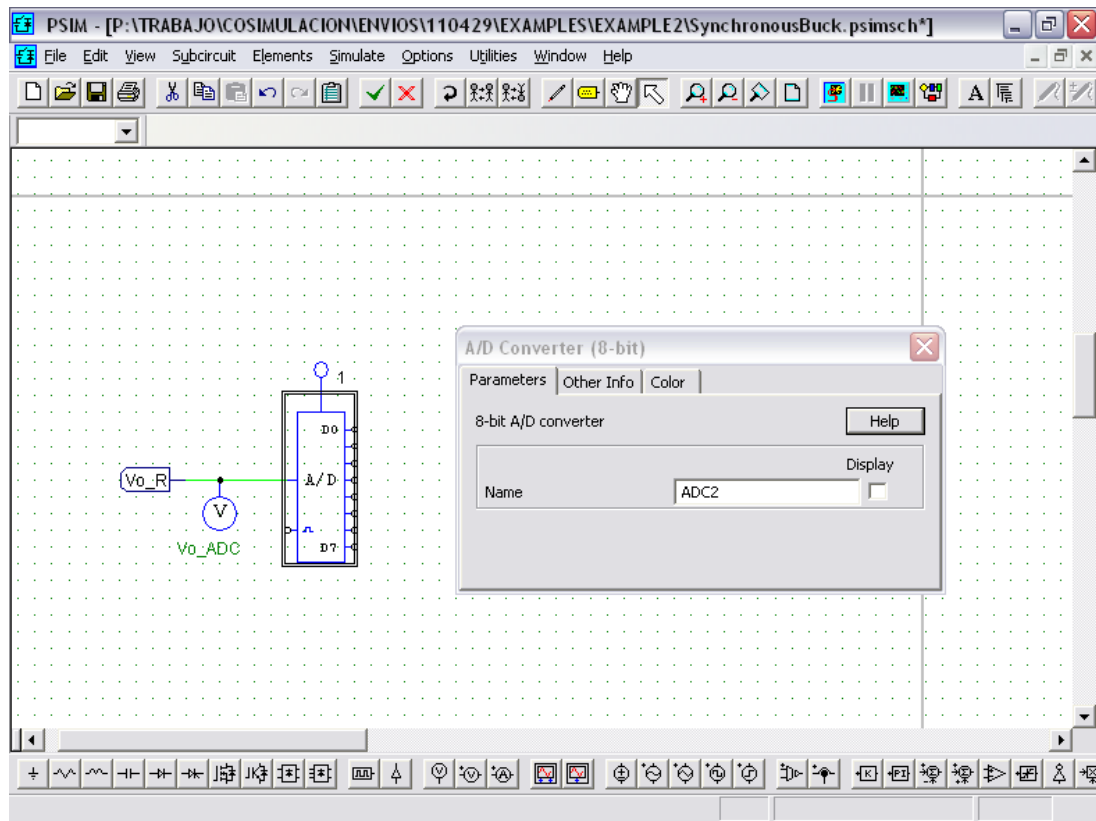 PSIM - [P:\TRABAJO\COSIMULACION\ENVIOS\110429\EXAMPLES\EXAMPLE2\SynchronousBuck.psimsch*]
File Edit View Subcircuit Elements Simulate Options Utilities Window Help
A
A/D Converter (8-bit)
Parameters Other Info Color
8-bit A/D converter Help
Display
Name ADC2
1
D0
Vo_R A/D
V
Vo_ADC D7
V V A
K PI